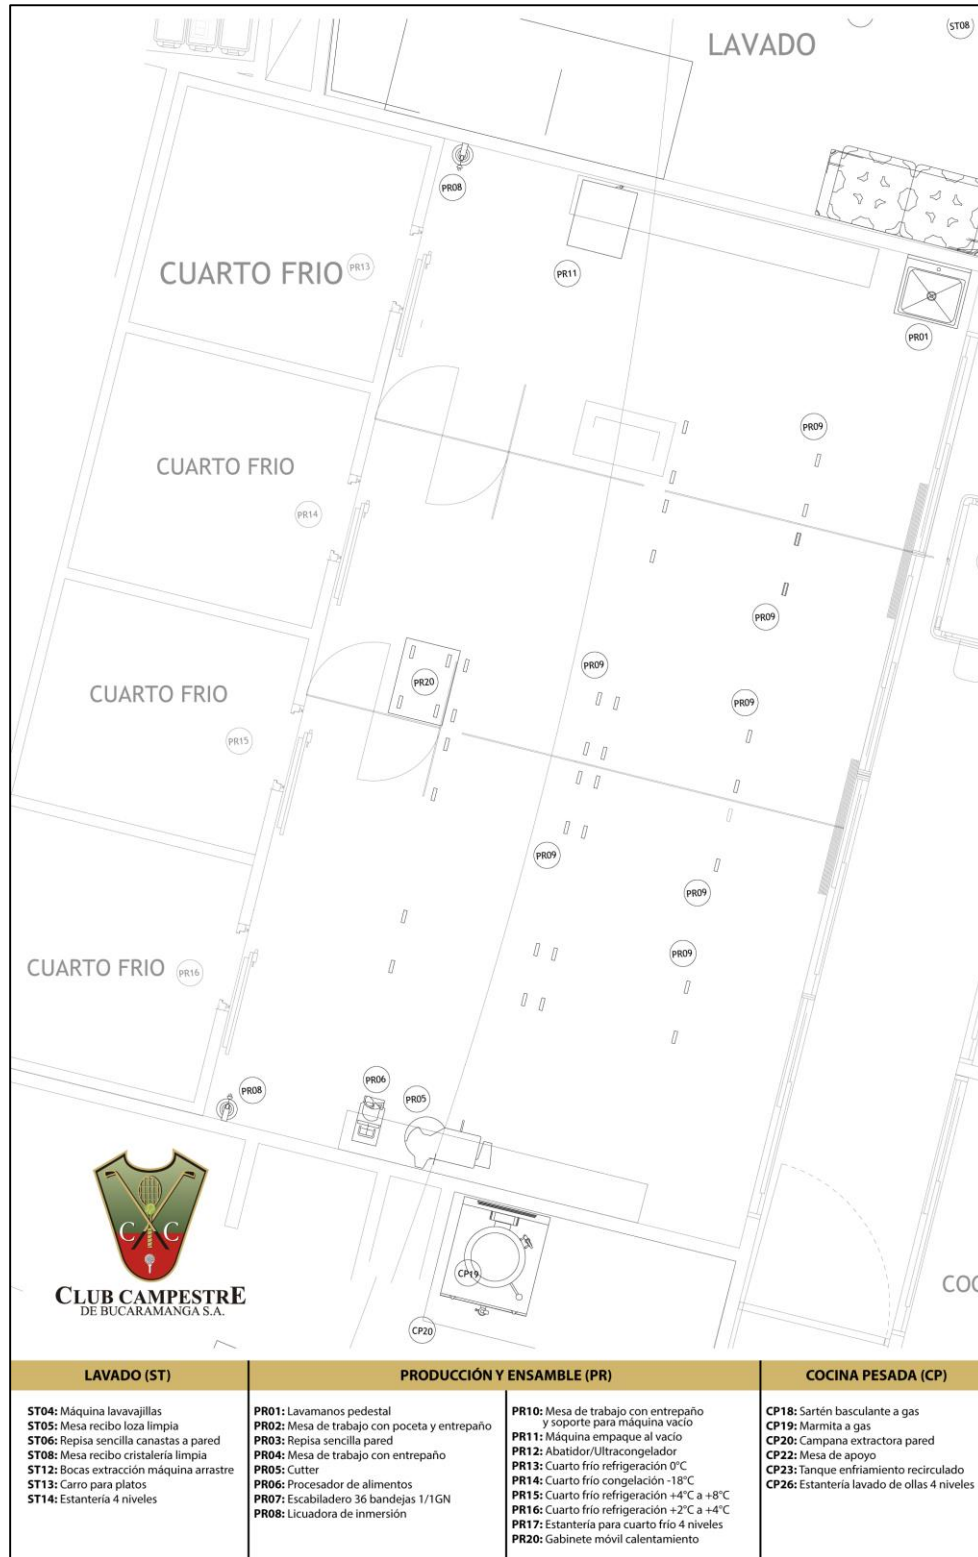 ST08
LAVADO
PR08
CUARTO FRIO
PR13
PR11
PR01
PR09
CUARTO FRIO
PR14
PR09
PR09
PR20
CUARTO FRIO
PR09
PR15
PR09
PR09
PR09
CUARTO FRIO
PR16
PR06
PR08
PR05
C C
CLUB CAMPESTRE
DE BUCARAMANGA S.A.
CP19
COC
CP20
LAVADO (ST)
ST04: Máquina lavavajillas
ST05: Mesa recibo loza limpia
ST06: Repisa sencilla canastas a pared
ST08: Mesa recibo cristalería limpia
ST12: Bocas extracción máquina arrastre
ST13: Carro para platos
ST14: Estantería 4 niveles
PRODUCCIÓN Y ENSAMBLE (PR)
PR01: Lavamanos pedestal
PR02: Mesa de trabajo con poceta y entrepaño
PR03: Repisa sencilla pared
PR04: Mesa de trabajo con entrepaño
PR05: Cutter
PR06: Procesador de alimentos
PR07: Escabiladero 36 bandejas 1/1GN
PR08: Licuadora de inmersión
PR10: Mesa de trabajo con entrepaño
y soporte para máquina vacío
PR11: Máquina empaque al vacío
PR12: Abatidor/Ultracongelador
PR13: Cuarto frío refrigeración 0°C
PR14: Cuarto frío congelación -18°C
PR15: Cuarto frío refrigeración +4°C a +8°C
PR16: Cuarto frío refrigeración +2°C a +4°C
PR17: Estantería para cuarto frío 4 niveles
PR20: Gabinete móvil calentamiento
COCINA PESADA (CP)
CP18: Sartén basculante a gas
CP19: Marmita a gas
CP20: Campana extractora pared
CP22: Mesa de apoyo
CP23: Tanque enfriamiento recirculado
CP26: Estantería lavado de ollas 4 niveles